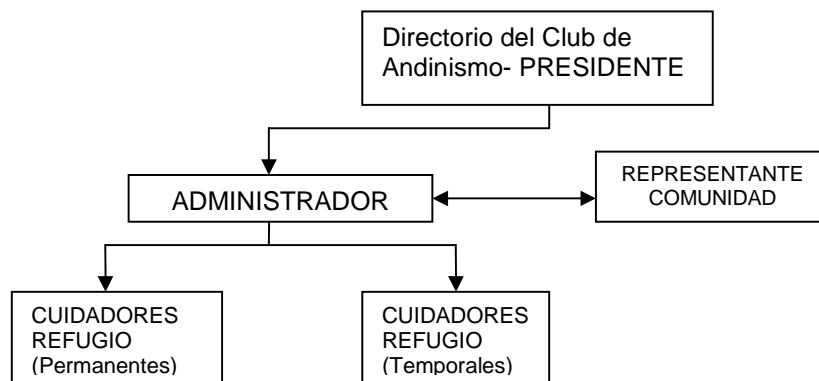 Directorio del Club de
Andinismo- PRESIDENTE
ADMINISTRADOR
REPRESENTANTE
COMUNIDAD
CUIDADORES
REFUGIO
(Permanentes)
CUIDADORES
REFUGIO
(Temporales)